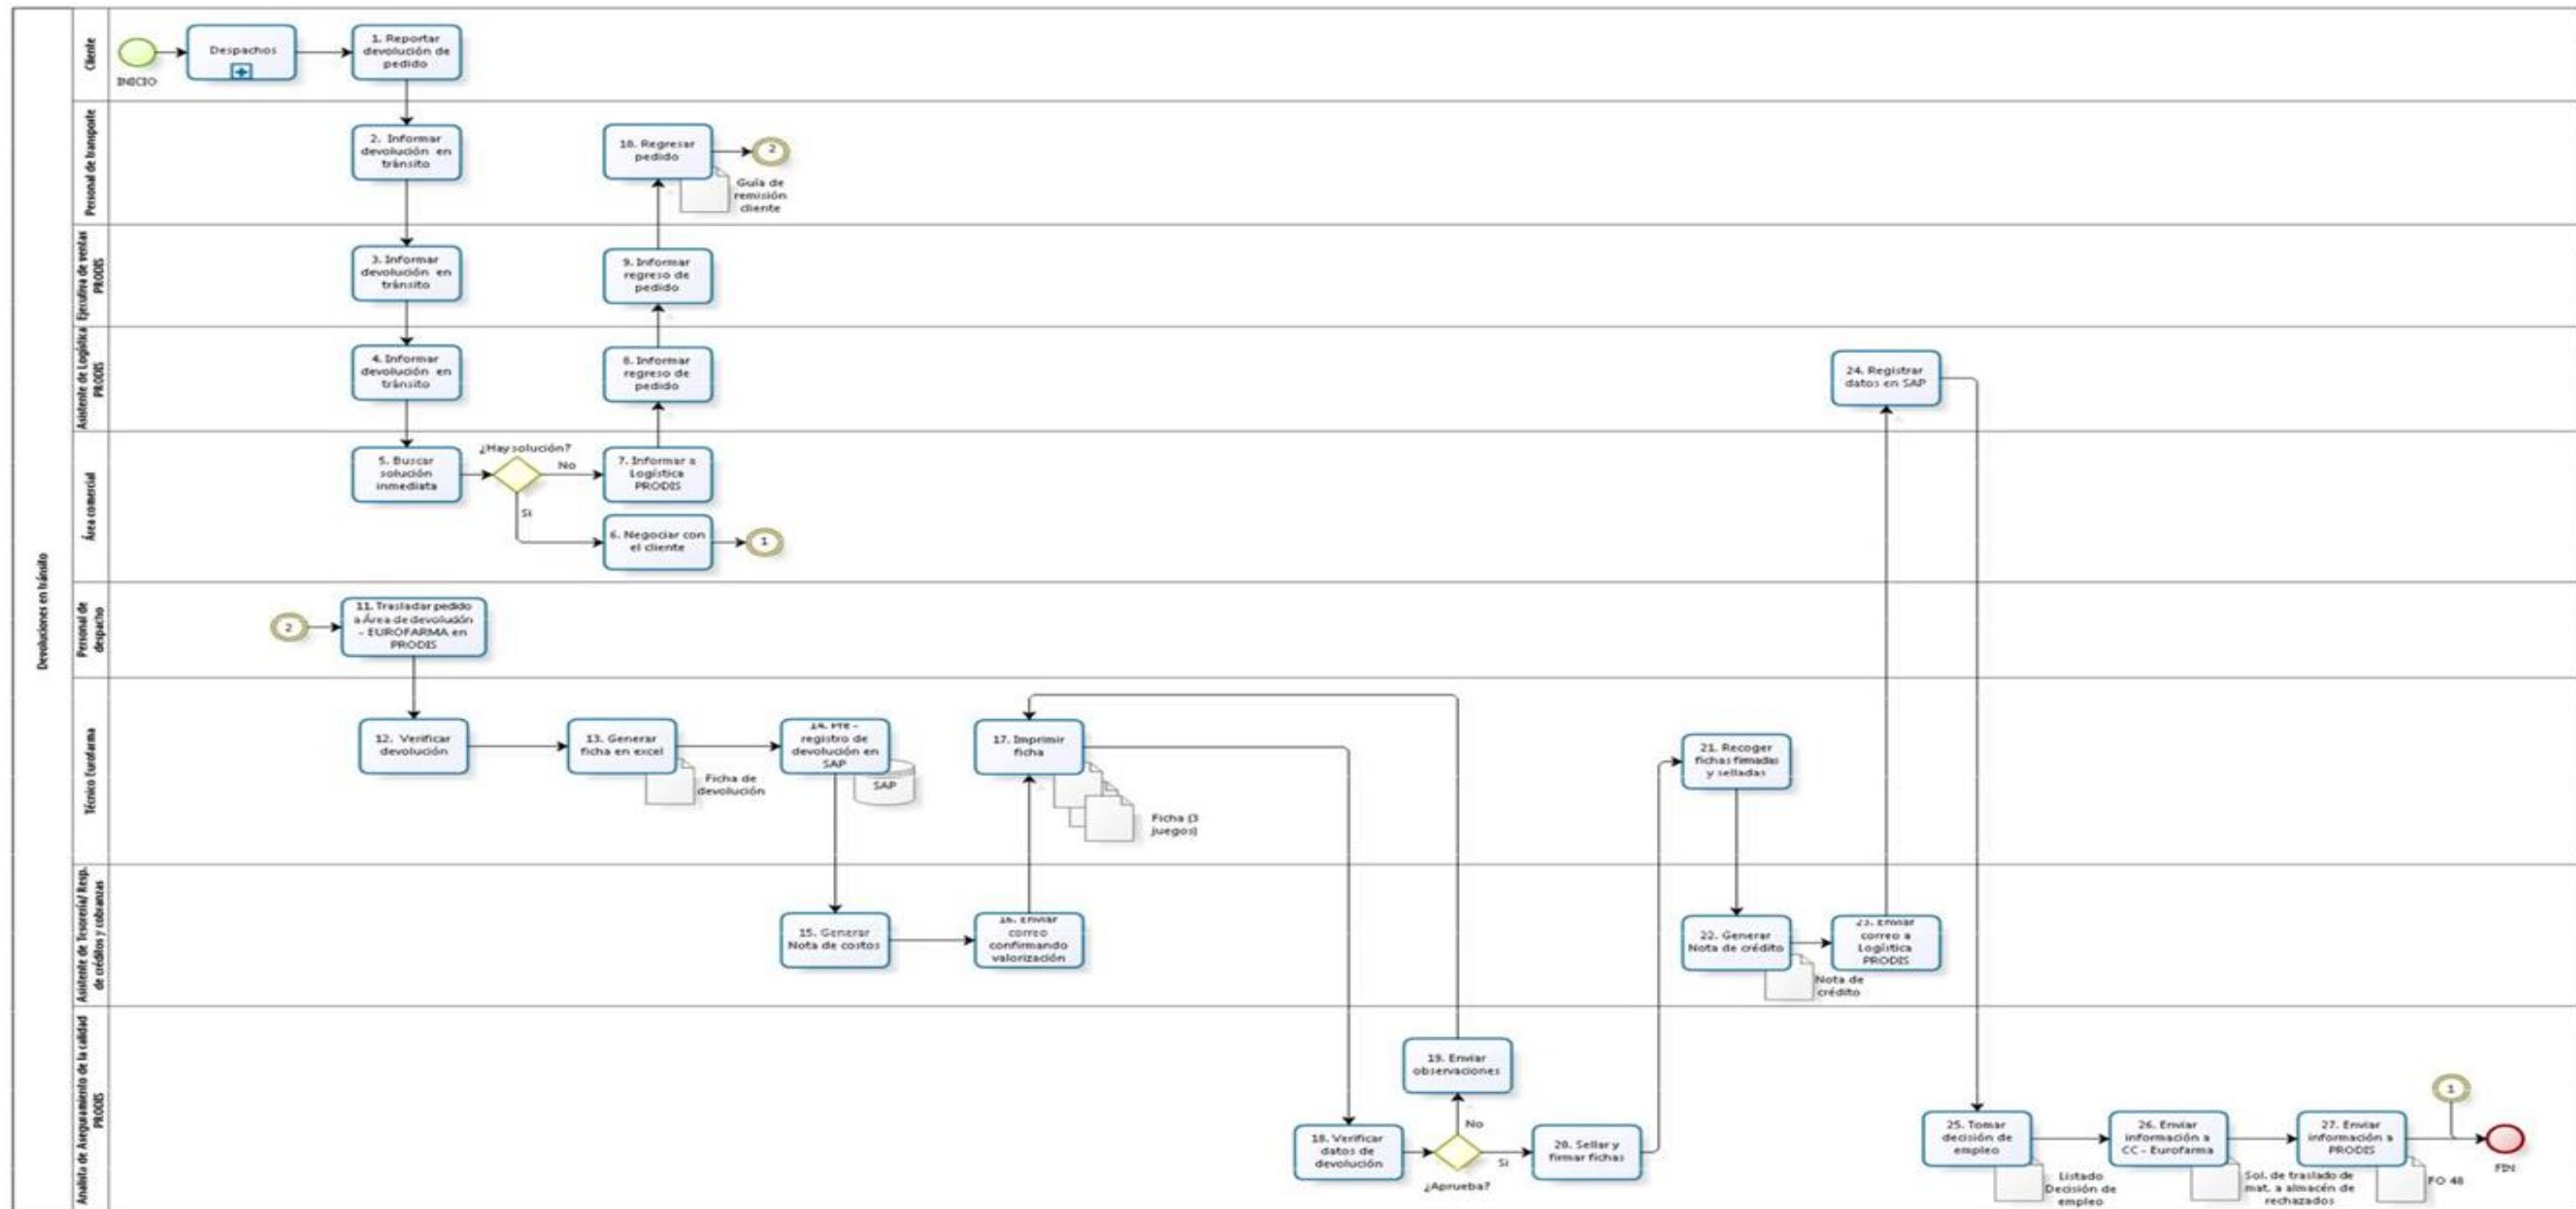 Devoluciones en tránsito
Cliente
INICIO
Despachos
1. Reportar
devolución de
pedido
Personal de transporte
2. Informar
devolución en
tránsito
10. Regresar
pedido
2
Guía de
remisión
cliente
Ejecutiva de ventas
PRODIS
3. Informar
devolución en
tránsito
9. Informar
regreso de
pedido
Asistente de Logística
PRODIS
4. Informar
devolución en
tránsito
8. Informar
regreso de
pedido
24. Registrar
datos en SAP
Área comercial
5. Buscar
solución
inmediata
¿Hay solución?
No
Si
7. Informar a
Logística
PRODIS
6. Negociar con
el cliente
1
Personal de
despacho
2
11. Trasladar pedido
a Área de devolución
- EUROFARMA en
PRODIS
Técnico Eurofarma
12. Verificar
devolución
13. Generar
ficha en excel
Ficha de
devolución
14. Pre -
registro de
devolución en
SAP
SAP
17. Imprimir
ficha
Ficha (3
juegos)
21. Recoger
fichas firmadas
y selladas
Asistente de Tesorería/ Resp.
de créditos y cobranzas
15. Generar
Nota de costos
16. Enviar
correo
confirmando
valorización
22. Generar
Nota de crédito
Nota de
crédito
23. Enviar
correo a
Logística
PRODIS
Analista de Aseguramiento de la calidad
PRODIS
18. Verificar
datos de
devolución
¿Aprueba?
No
Si
19. Enviar
observaciones
20. Sellar y
firmar fichas
25. Tomar
decisión de
empleo
Listado
Decisión de
empleo
26. Enviar
información a
CC - Eurofarma
Sol. de traslado de
mat. a almacén de
rechazados
27. Enviar
información a
PRODIS
FO 48
1
FIN